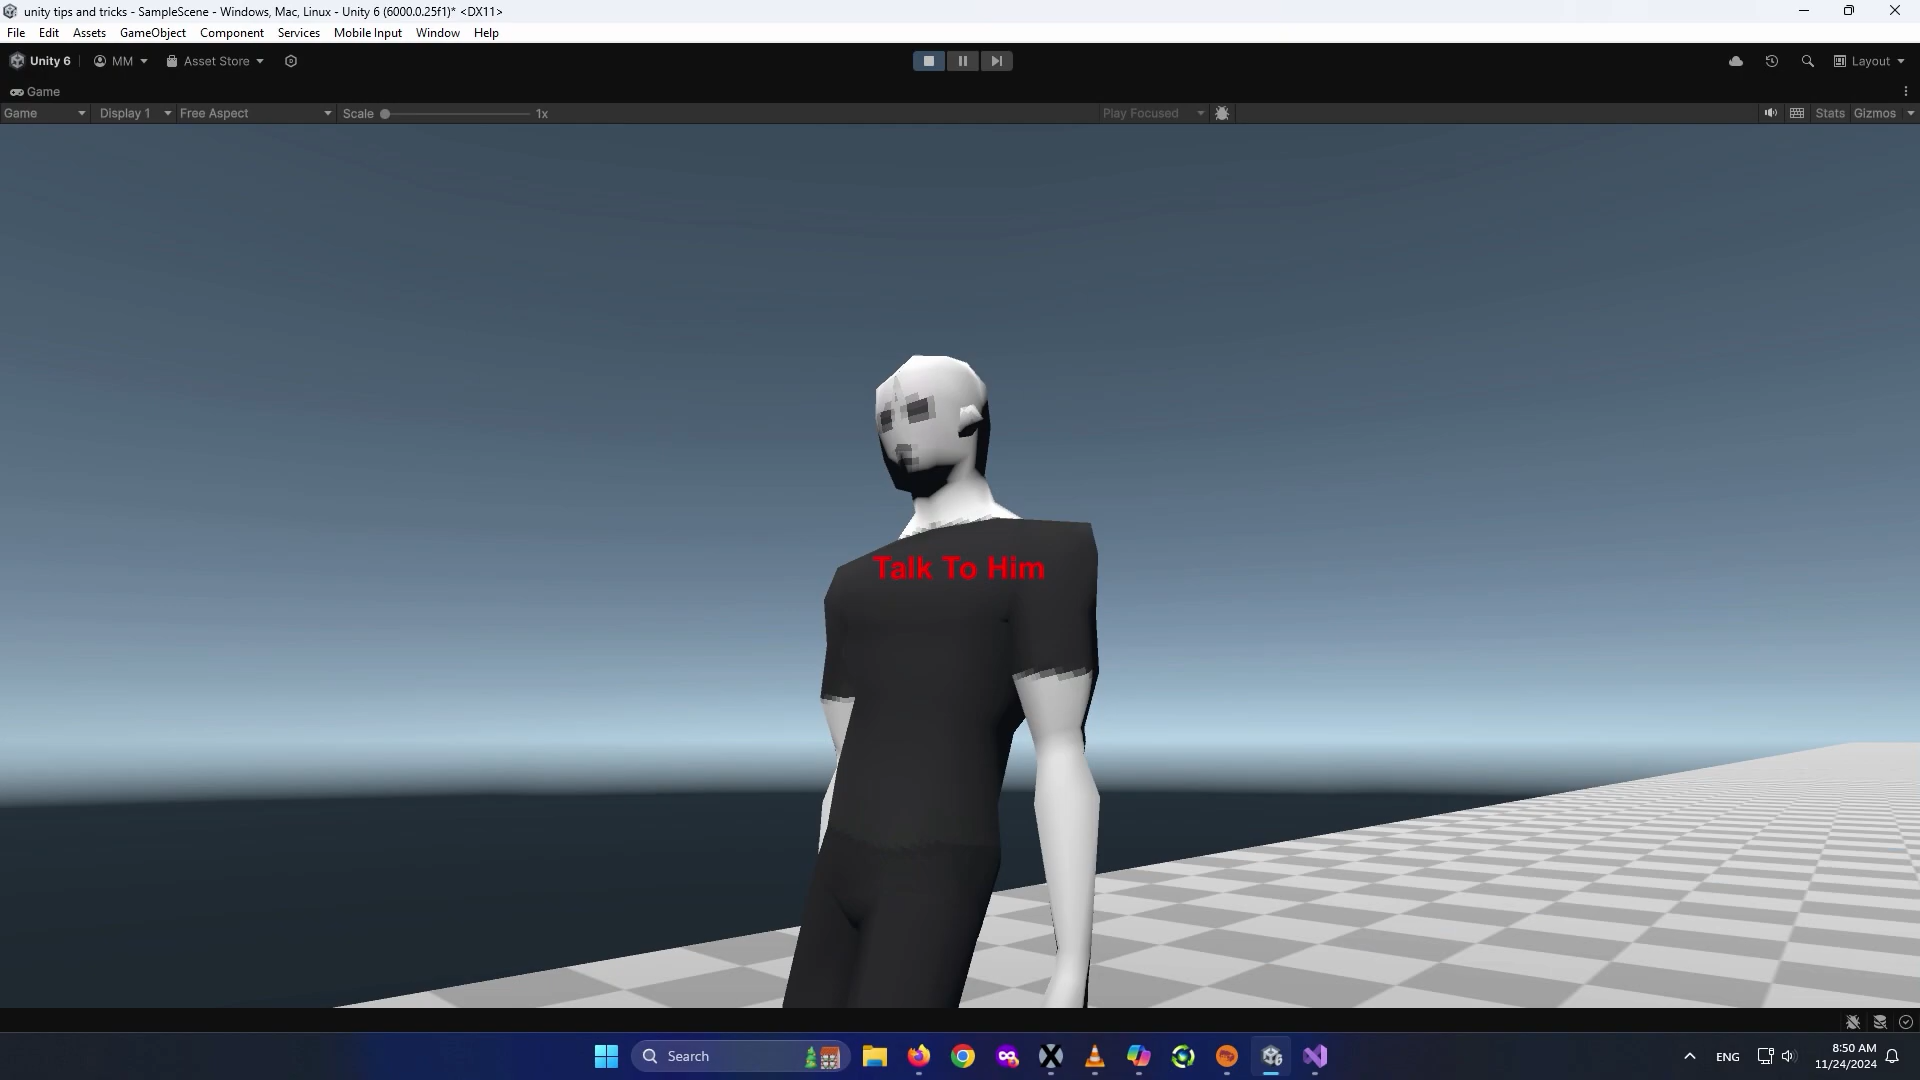 unity tips and tricks - SampleScene - Windows, Mac, Linux - Unity 6 (6000.0.25f1)* <DX11>
File Edit Assets GameObject Component Services Mobile Input Window Help
Unity 6 MM Asset Store Layout
Game
Game Display 1 Free Aspect Scale 1x Play Focused Stats Gizmos
Talk To Him
Search ENG 8:50 AM
11/24/2024